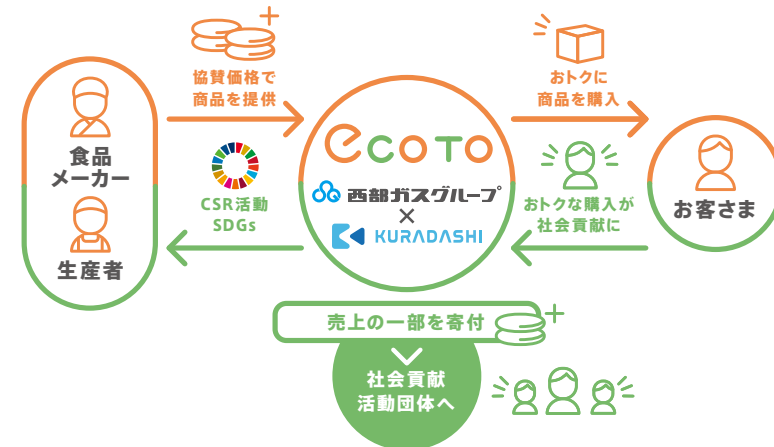 協賛価格で
商品を提供
おトクに
商品を購入
食品
メーカー
生産者
CSR活動
SDGs
ecoTo
西部ガスグループ
×
KURADASHI
おトクな購入が
社会貢献に
お客さま
売上の一部を寄付
社会貢献
活動団体へ